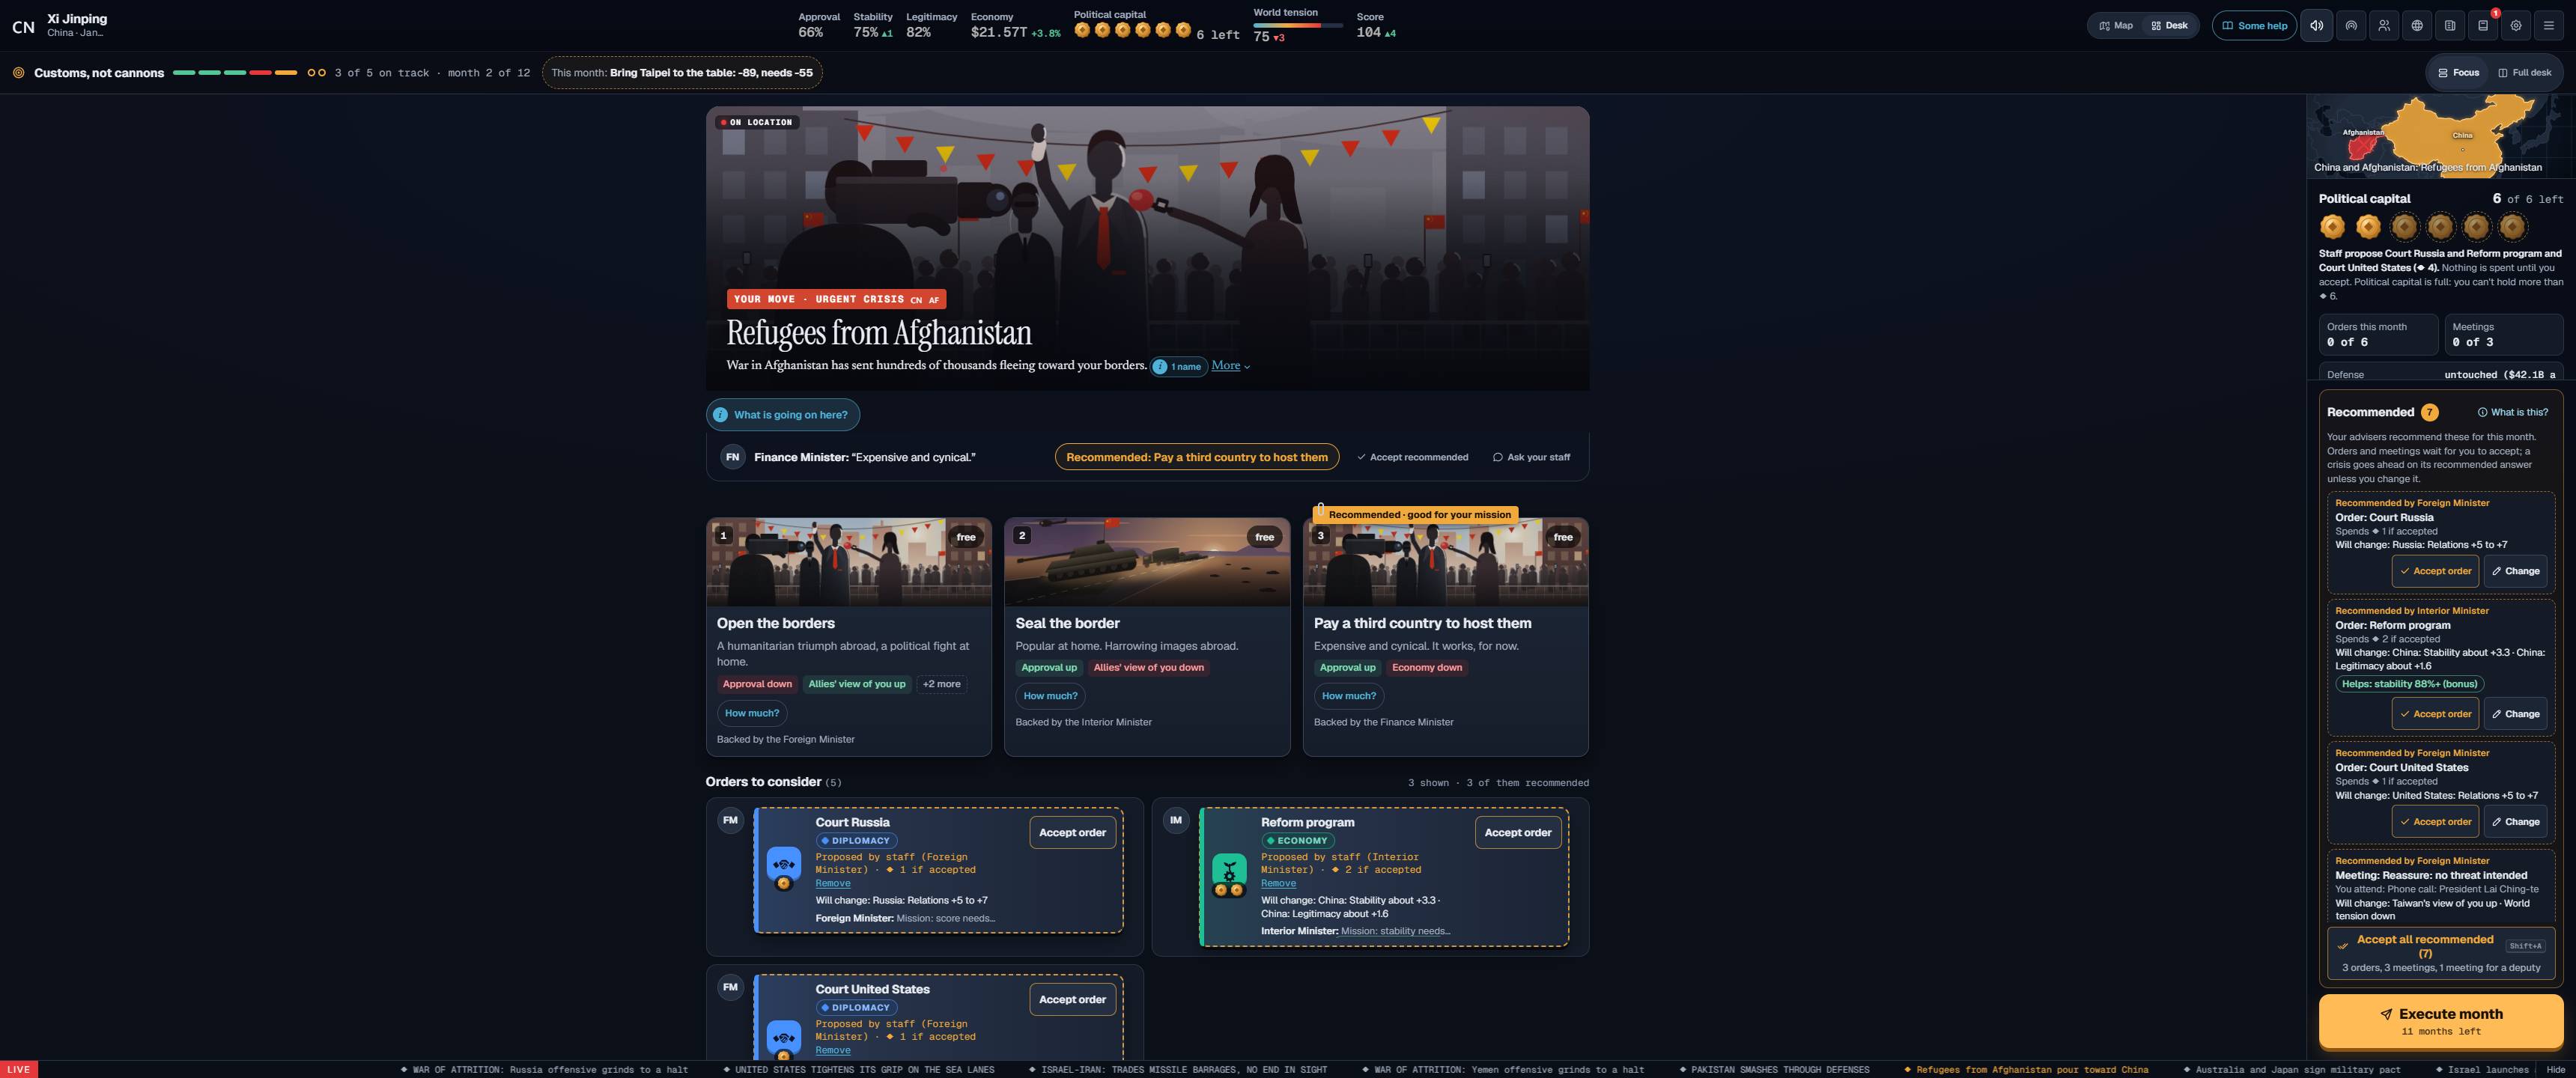 CN
Xi Jinping
China · Jan…
Approval
66%
Stability
75% ▲1
Legitimacy
82%
Economy
$21.57T +3.8%
Political capital
6 left
World tension
75 ▼3
Score
104 ▲4
Map
Desk
Some help
1
Customs, not cannons
3 of 5 on track · month 2 of 12
This month: Bring Taipei to the table: -89, needs -55
Focus
Full desk
ON LOCATION
YOUR MOVE · URGENT CRISIS CN AF
Refugees from Afghanistan
War in Afghanistan has sent hundreds of thousands fleeing toward your borders. i 1 name More
i What is going on here?
FN Finance Minister: “Expensive and cynical.”
Recommended: Pay a third country to host them
Accept recommended
Ask your staff
1
free
Open the borders
A humanitarian triumph abroad, a political fight at
home.
Approval down
Allies' view of you up
+2 more
How much?
Backed by the Foreign Minister
2
free
Seal the border
Popular at home. Harrowing images abroad.
Approval up
Allies' view of you down
How much?
Backed by the Interior Minister
Recommended · good for your mission
3
free
Pay a third country to host them
Expensive and cynical. It works, for now.
Approval up
Economy down
How much?
Backed by the Finance Minister
Orders to consider (5)
3 shown · 3 of them recommended
FM
Court Russia
DIPLOMACY
Proposed by staff (Foreign
Minister) · ◆ 1 if accepted
Remove
Will change: Russia: Relations +5 to +7
Foreign Minister: Mission: score needs…
Accept order
IM
Reform program
ECONOMY
Proposed by staff (Interior
Minister) · ◆ 2 if accepted
Remove
Will change: China: Stability about +3.3 ·
China: Legitimacy about +1.6
Interior Minister: Mission: stability needs…
Accept order
FM
Court United States
DIPLOMACY
Proposed by staff (Foreign
Minister) · ◆ 1 if accepted
Remove
Accept order
Afghanistan
China
China and Afghanistan: Refugees from Afghanistan
Political capital
6 of 6 left
Staff propose Court Russia and Reform program and
Court United States (◆ 4). Nothing is spent until you
accept. Political capital is full: you can't hold more than
◆ 6.
Orders this month
0 of 6
Meetings
0 of 3
Defense
untouched ($42.1B a
Recommended 7
What is this?
Your advisers recommend these for this month.
Orders and meetings wait for you to accept; a
crisis goes ahead on its recommended answer
unless you change it.
Recommended by Foreign Minister
Order: Court Russia
Spends ◆ 1 if accepted
Will change: Russia: Relations +5 to +7
Accept order
Change
Recommended by Interior Minister
Order: Reform program
Spends ◆ 2 if accepted
Will change: China: Stability about +3.3 · China:
Legitimacy about +1.6
Helps: stability 88%+ (bonus)
Accept order
Change
Recommended by Foreign Minister
Order: Court United States
Spends ◆ 1 if accepted
Will change: United States: Relations +5 to +7
Accept order
Change
Recommended by Foreign Minister
Meeting: Reassure: no threat intended
You attend: Phone call: President Lai Ching-te
Will change: Taiwan's view of you up · World
tension down
Accept all recommended
(7)
Shift+A
3 orders, 3 meetings, 1 meeting for a deputy
Execute month
11 months left
LIVE
◆ WAR OF ATTRITION: Russia offensive grinds to a halt
◆ UNITED STATES TIGHTENS ITS GRIP ON THE SEA LANES
◆ ISRAEL-IRAN: TRADES MISSILE BARRAGES, NO END IN SIGHT
◆ WAR OF ATTRITION: Yemen offensive grinds to a halt
◆ PAKISTAN SMASHES THROUGH DEFENSES
◆ Refugees from Afghanistan pour toward China
◆ Australia and Japan sign military pact
◆ Israel launches
Hide